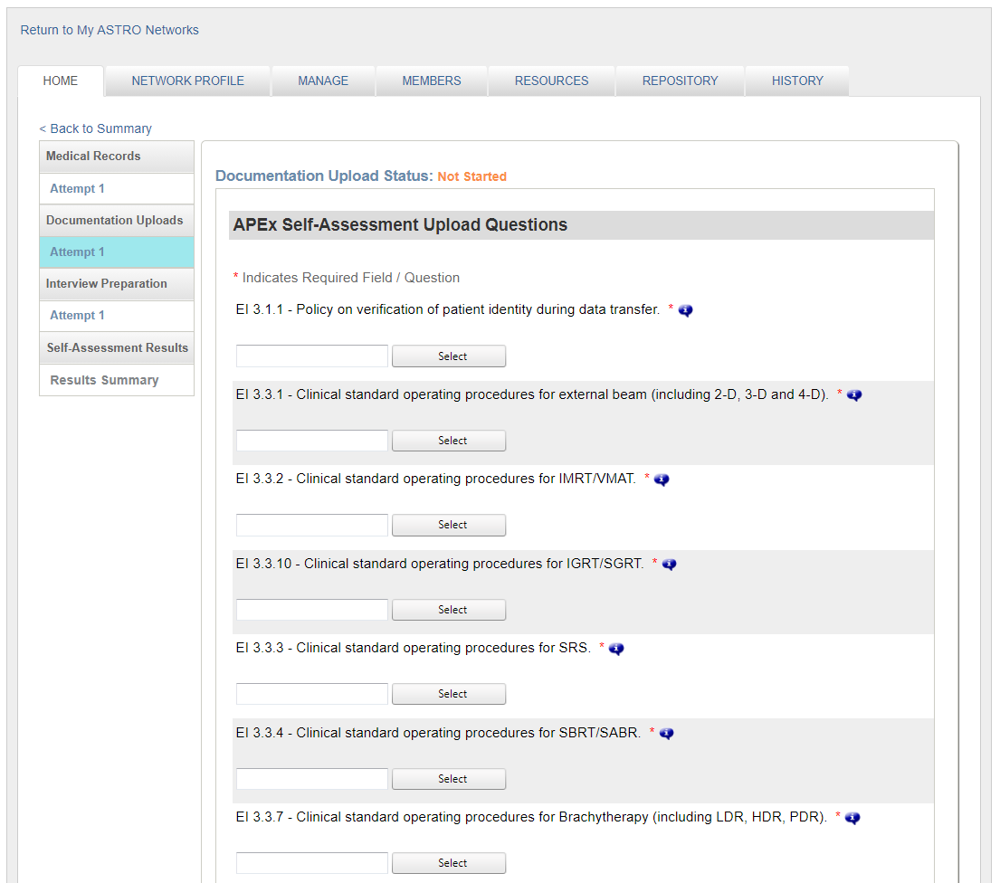 Return to My ASTRO Networks
HOME NETWORK PROFILE MANAGE MEMBERS RESOURCES REPOSITORY HISTORY
< Back to Summary
Medical Records
Attempt 1
Documentation Uploads
Attempt 1
Interview Preparation
Attempt 1
Self-Assessment Results
Results Summary
Documentation Upload Status: Not Started
APEx Self-Assessment Upload Questions
* Indicates Required Field / Question
EI 3.1.1 - Policy on verification of patient identity during data transfer. *
Select
EI 3.3.1 - Clinical standard operating procedures for external beam (including 2-D, 3-D and 4-D). *
Select
EI 3.3.2 - Clinical standard operating procedures for IMRT/VMAT. *
Select
EI 3.3.10 - Clinical standard operating procedures for IGRT/SGRT. *
Select
EI 3.3.3 - Clinical standard operating procedures for SRS. *
Select
EI 3.3.4 - Clinical standard operating procedures for SBRT/SABR. *
Select
EI 3.3.7 - Clinical standard operating procedures for Brachytherapy (including LDR, HDR, PDR). *
Select